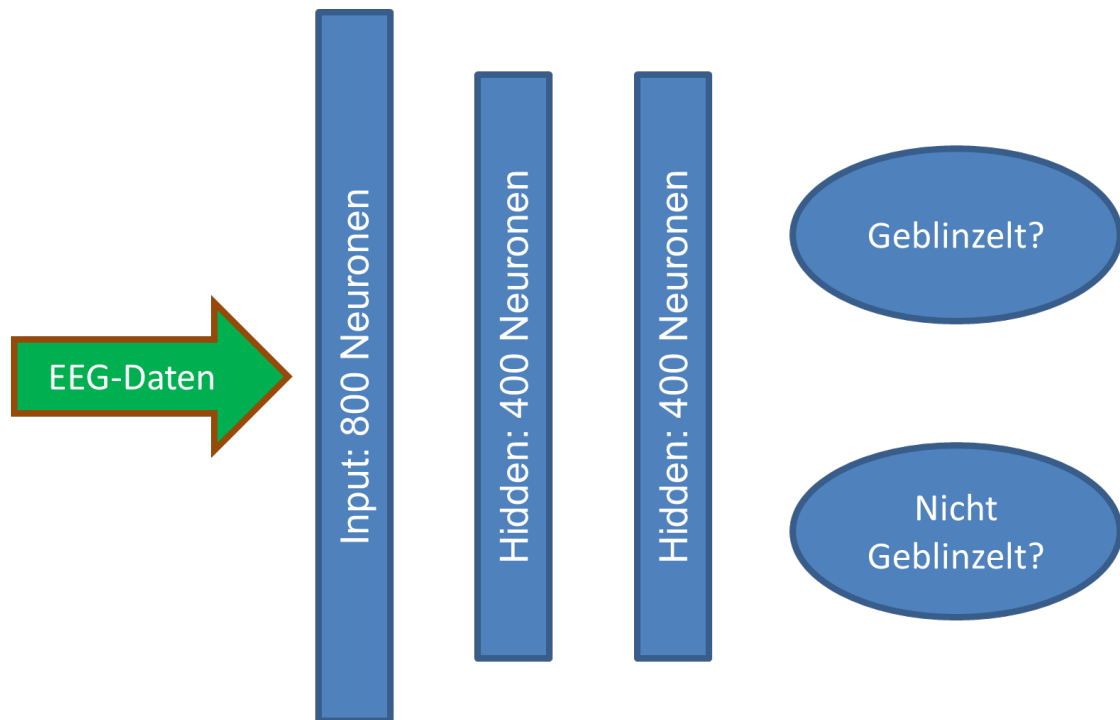 EEG-Daten
Input: 800 Neuronen
Hidden: 400 Neuronen
Hidden: 400 Neuronen
Geblinzelt?
Nicht
Geblinzelt?